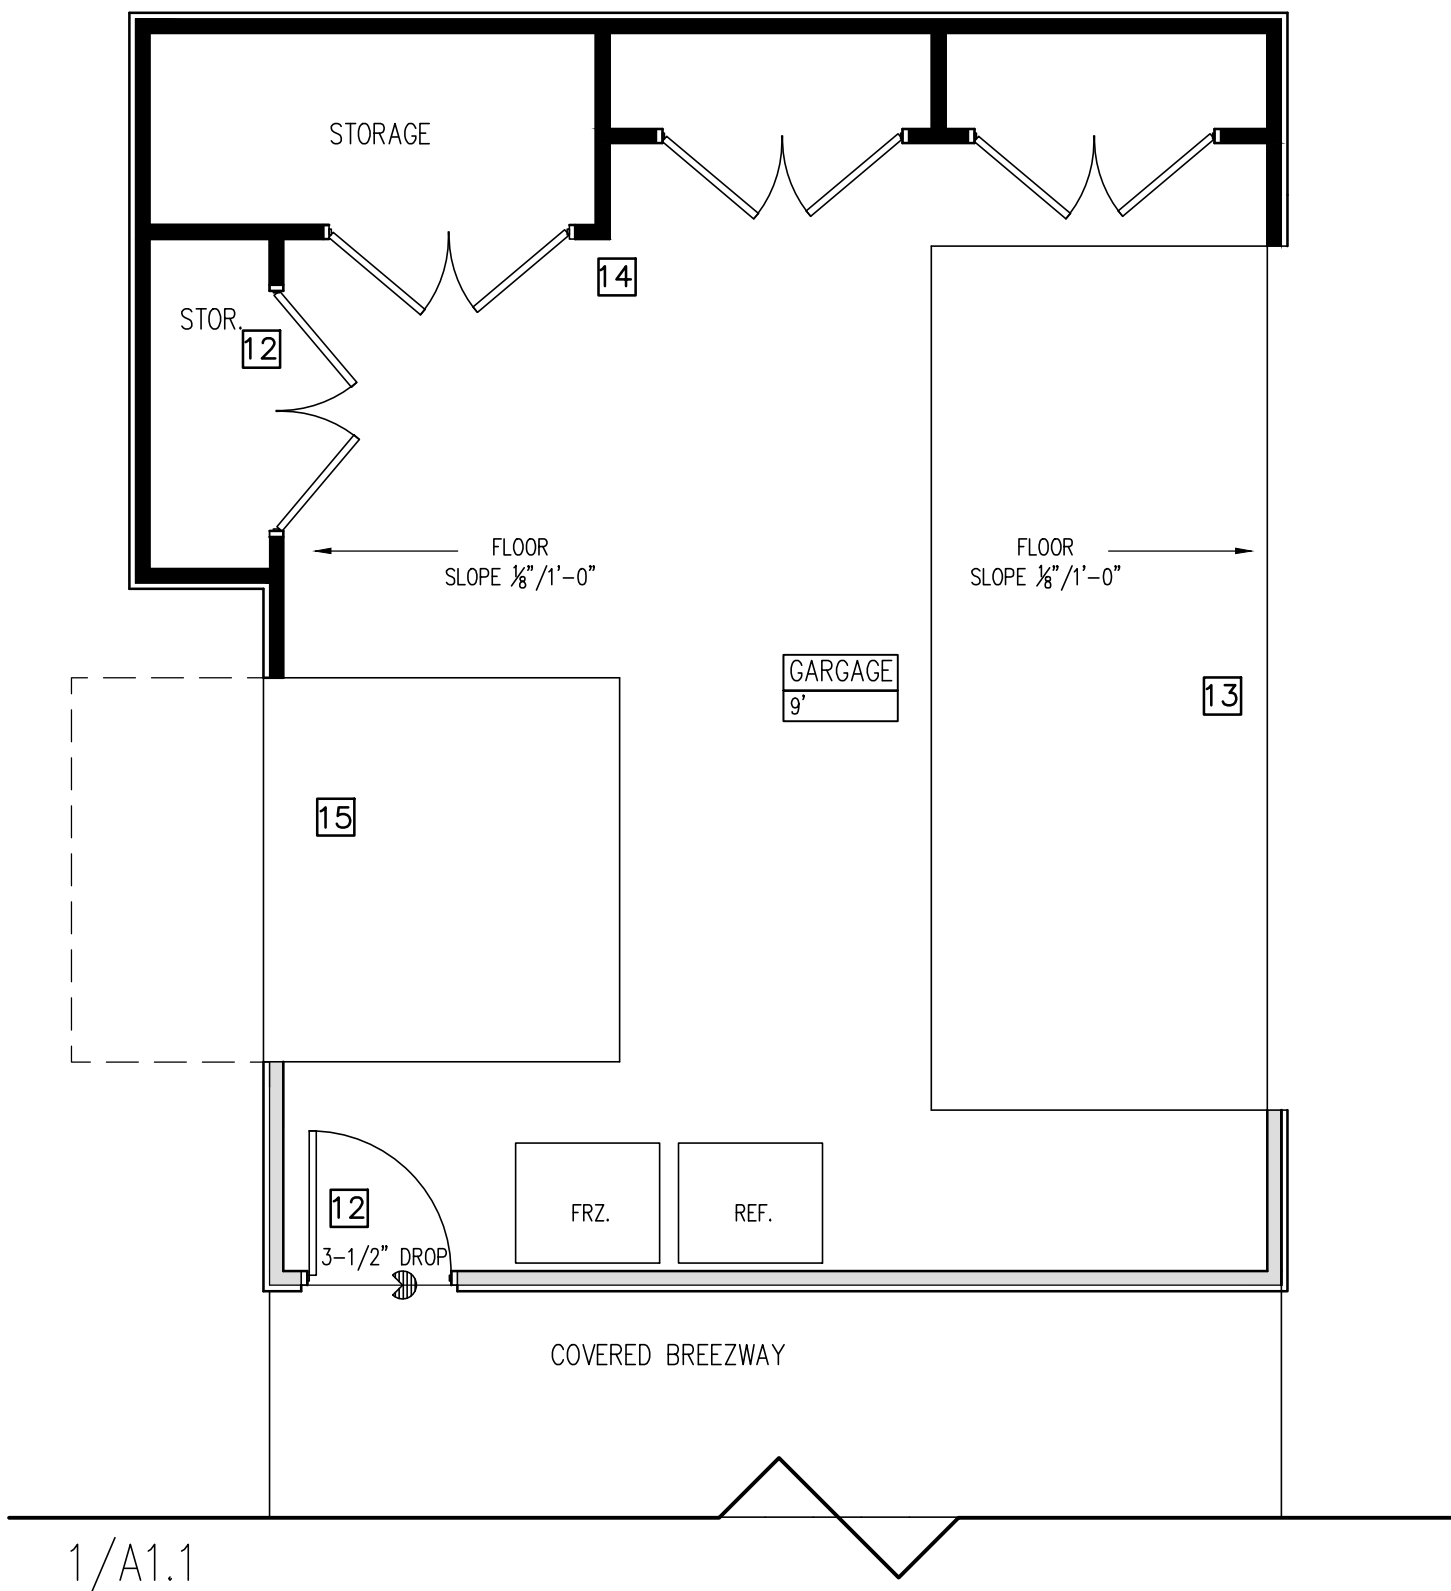 STORAGE
14
STOR.
12
FLOOR
SLOPE ⅛"/1'-0"
FLOOR
SLOPE ⅛"/1'-0"
GARGAGE
9'
13
15
12
3-1/2" DROP
FRZ.
REF.
COVERED BREEZWAY
1/A1.1